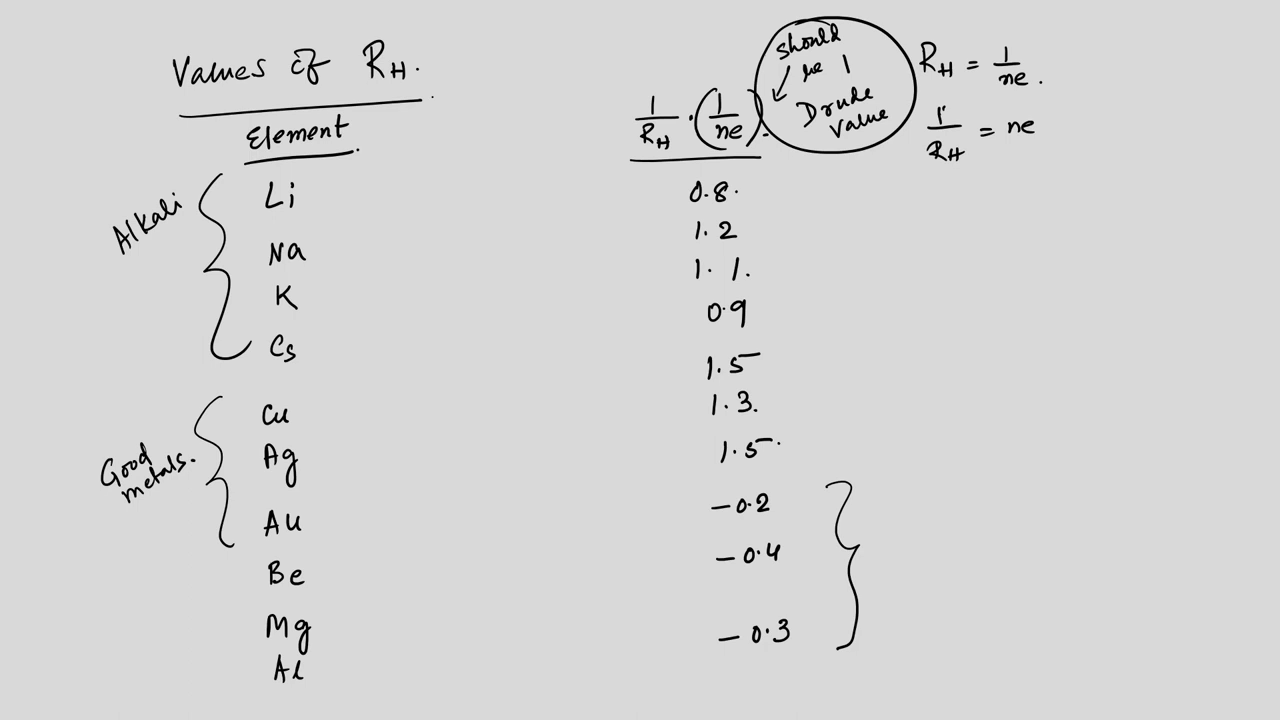 Values of R_H.
Element
1/R_H · (1/ne).
should
be 1
Drude
value
R_H = 1/ne.
1/R_H = ne
Alkali
Li 0.8.
Na 1.2
K 1.1.
Cs 0.9
1.5
Good
metals.
Cu 1.3.
Ag 1.5.
Au -0.2
Be -0.4
Mg -0.3
Al